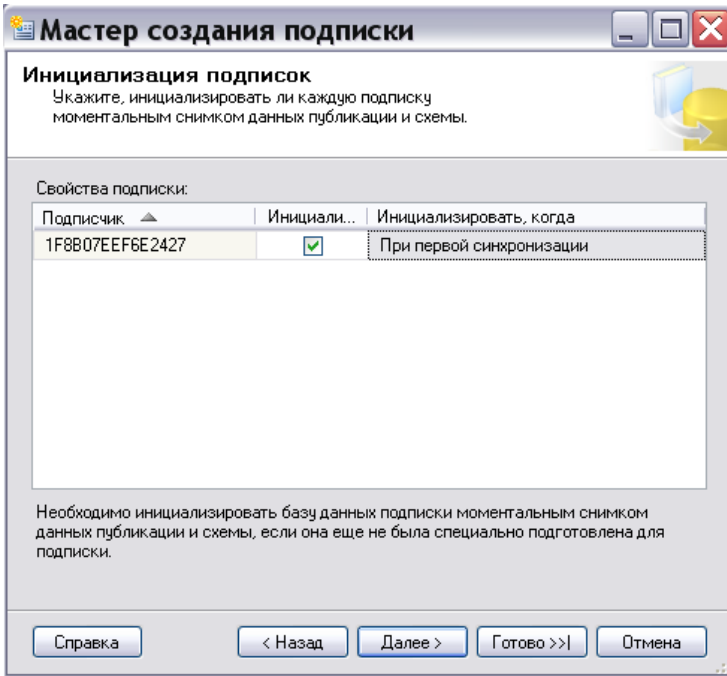 Мастер создания подписки
Инициализация подписок
Укажите, инициализировать ли каждую подписку
моментальным снимком данных публикации и схемы.
Свойства подписки:
Подписчик Инициали... Инициализировать, когда
1F8B07EEF6E2427 При первой синхронизации
Необходимо инициализировать базу данных подписки моментальным снимком
данных публикации и схемы, если она еще не была специально подготовлена для
подписки.
Справка < Назад Далее > Готово >>| Отмена